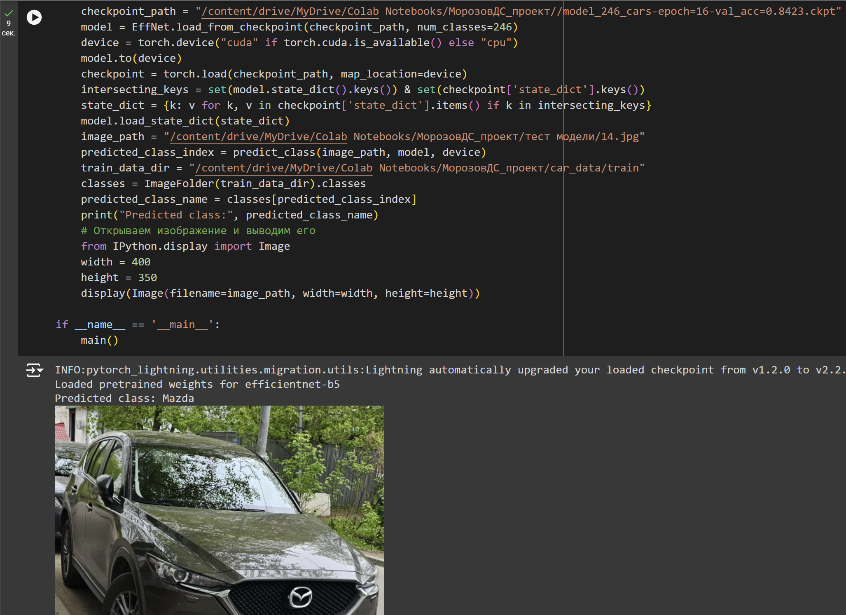 checkpoint_path = "/content/drive/MyDrive/Colab Notebooks/МорозовДС_проект//model_246_cars-epoch=16-val_acc=0.8423.ckpt"
9
сек.
model = EffNet.load_from_checkpoint(checkpoint_path, num_classes=246)
device = torch.device("cuda" if torch.cuda.is_available() else "cpu")
model.to(device)
checkpoint = torch.load(checkpoint_path, map_location=device)
intersecting_keys = set(model.state_dict().keys()) & set(checkpoint['state_dict'].keys())
state_dict = {k: v for k, v in checkpoint['state_dict'].items() if k in intersecting_keys}
model.load_state_dict(state_dict)
image_path = "/content/drive/MyDrive/Colab Notebooks/МорозовДС_проект/тест модели/14.jpg"
predicted_class_index = predict_class(image_path, model, device)
train_data_dir = "/content/drive/MyDrive/Colab Notebooks/МорозовДС_проект/car_data/train"
classes = ImageFolder(train_data_dir).classes
predicted_class_name = classes[predicted_class_index]
print("Predicted class:", predicted_class_name)
# Открываем изображение и выводим его
from IPython.display import Image
width = 400
height = 350
display(Image(filename=image_path, width=width, height=height))
if __name__ == '__main__':
main()
INFO:pytorch_lightning.utilities.migration.utils:Lightning automatically upgraded your loaded checkpoint from v1.2.0 to v2.2.
Loaded pretrained weights for efficientnet-b5
Predicted class: Mazda